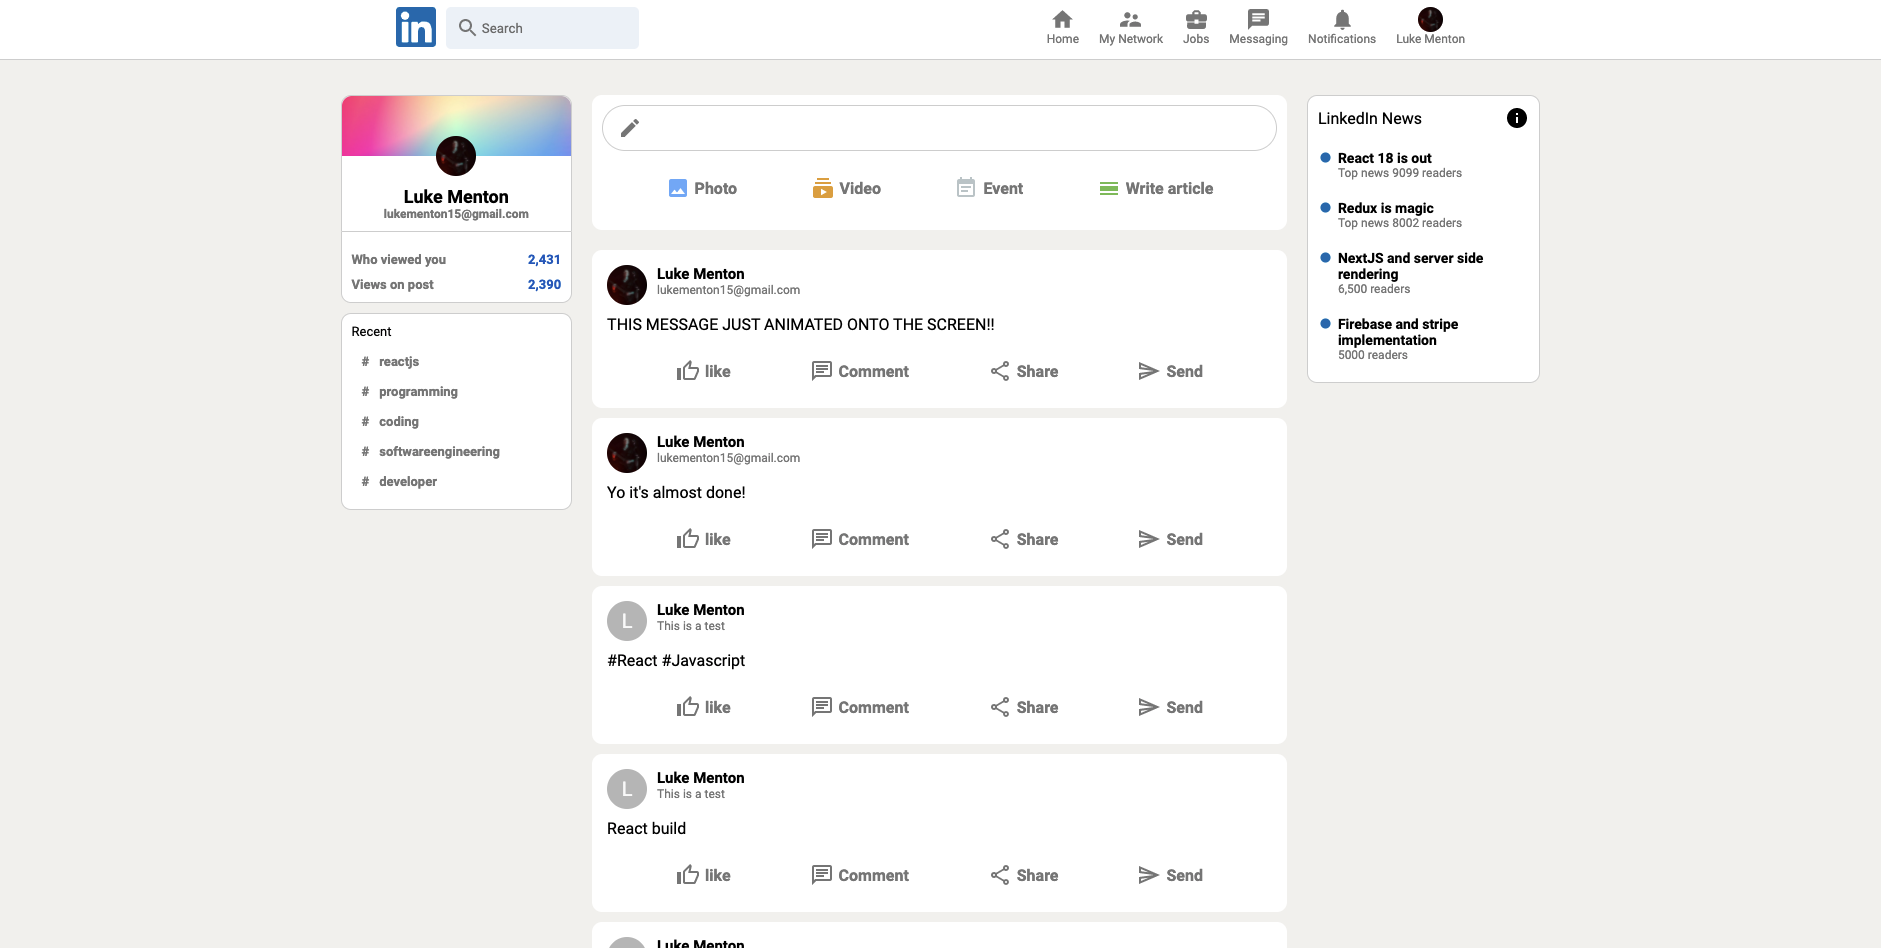 in
Search
Home
My Network
Jobs
Messaging
Notifications
Luke Menton
Luke Menton
lukementon15@gmail.com
Who viewed you 2,431
Views on post 2,390
Recent
# reactjs
# programming
# coding
# softwareengineering
# developer
Photo
Video
Event
Write article
Luke Menton
lukementon15@gmail.com
THIS MESSAGE JUST ANIMATED ONTO THE SCREEN!!
like
Comment
Share
Send
Luke Menton
lukementon15@gmail.com
Yo it's almost done!
like
Comment
Share
Send
L
Luke Menton
This is a test
#React #Javascript
like
Comment
Share
Send
L
Luke Menton
This is a test
React build
like
Comment
Share
Send
Luke Menton
LinkedIn News
React 18 is out
Top news 9099 readers
Redux is magic
Top news 8002 readers
NextJS and server side
rendering
6,500 readers
Firebase and stripe
implementation
5000 readers